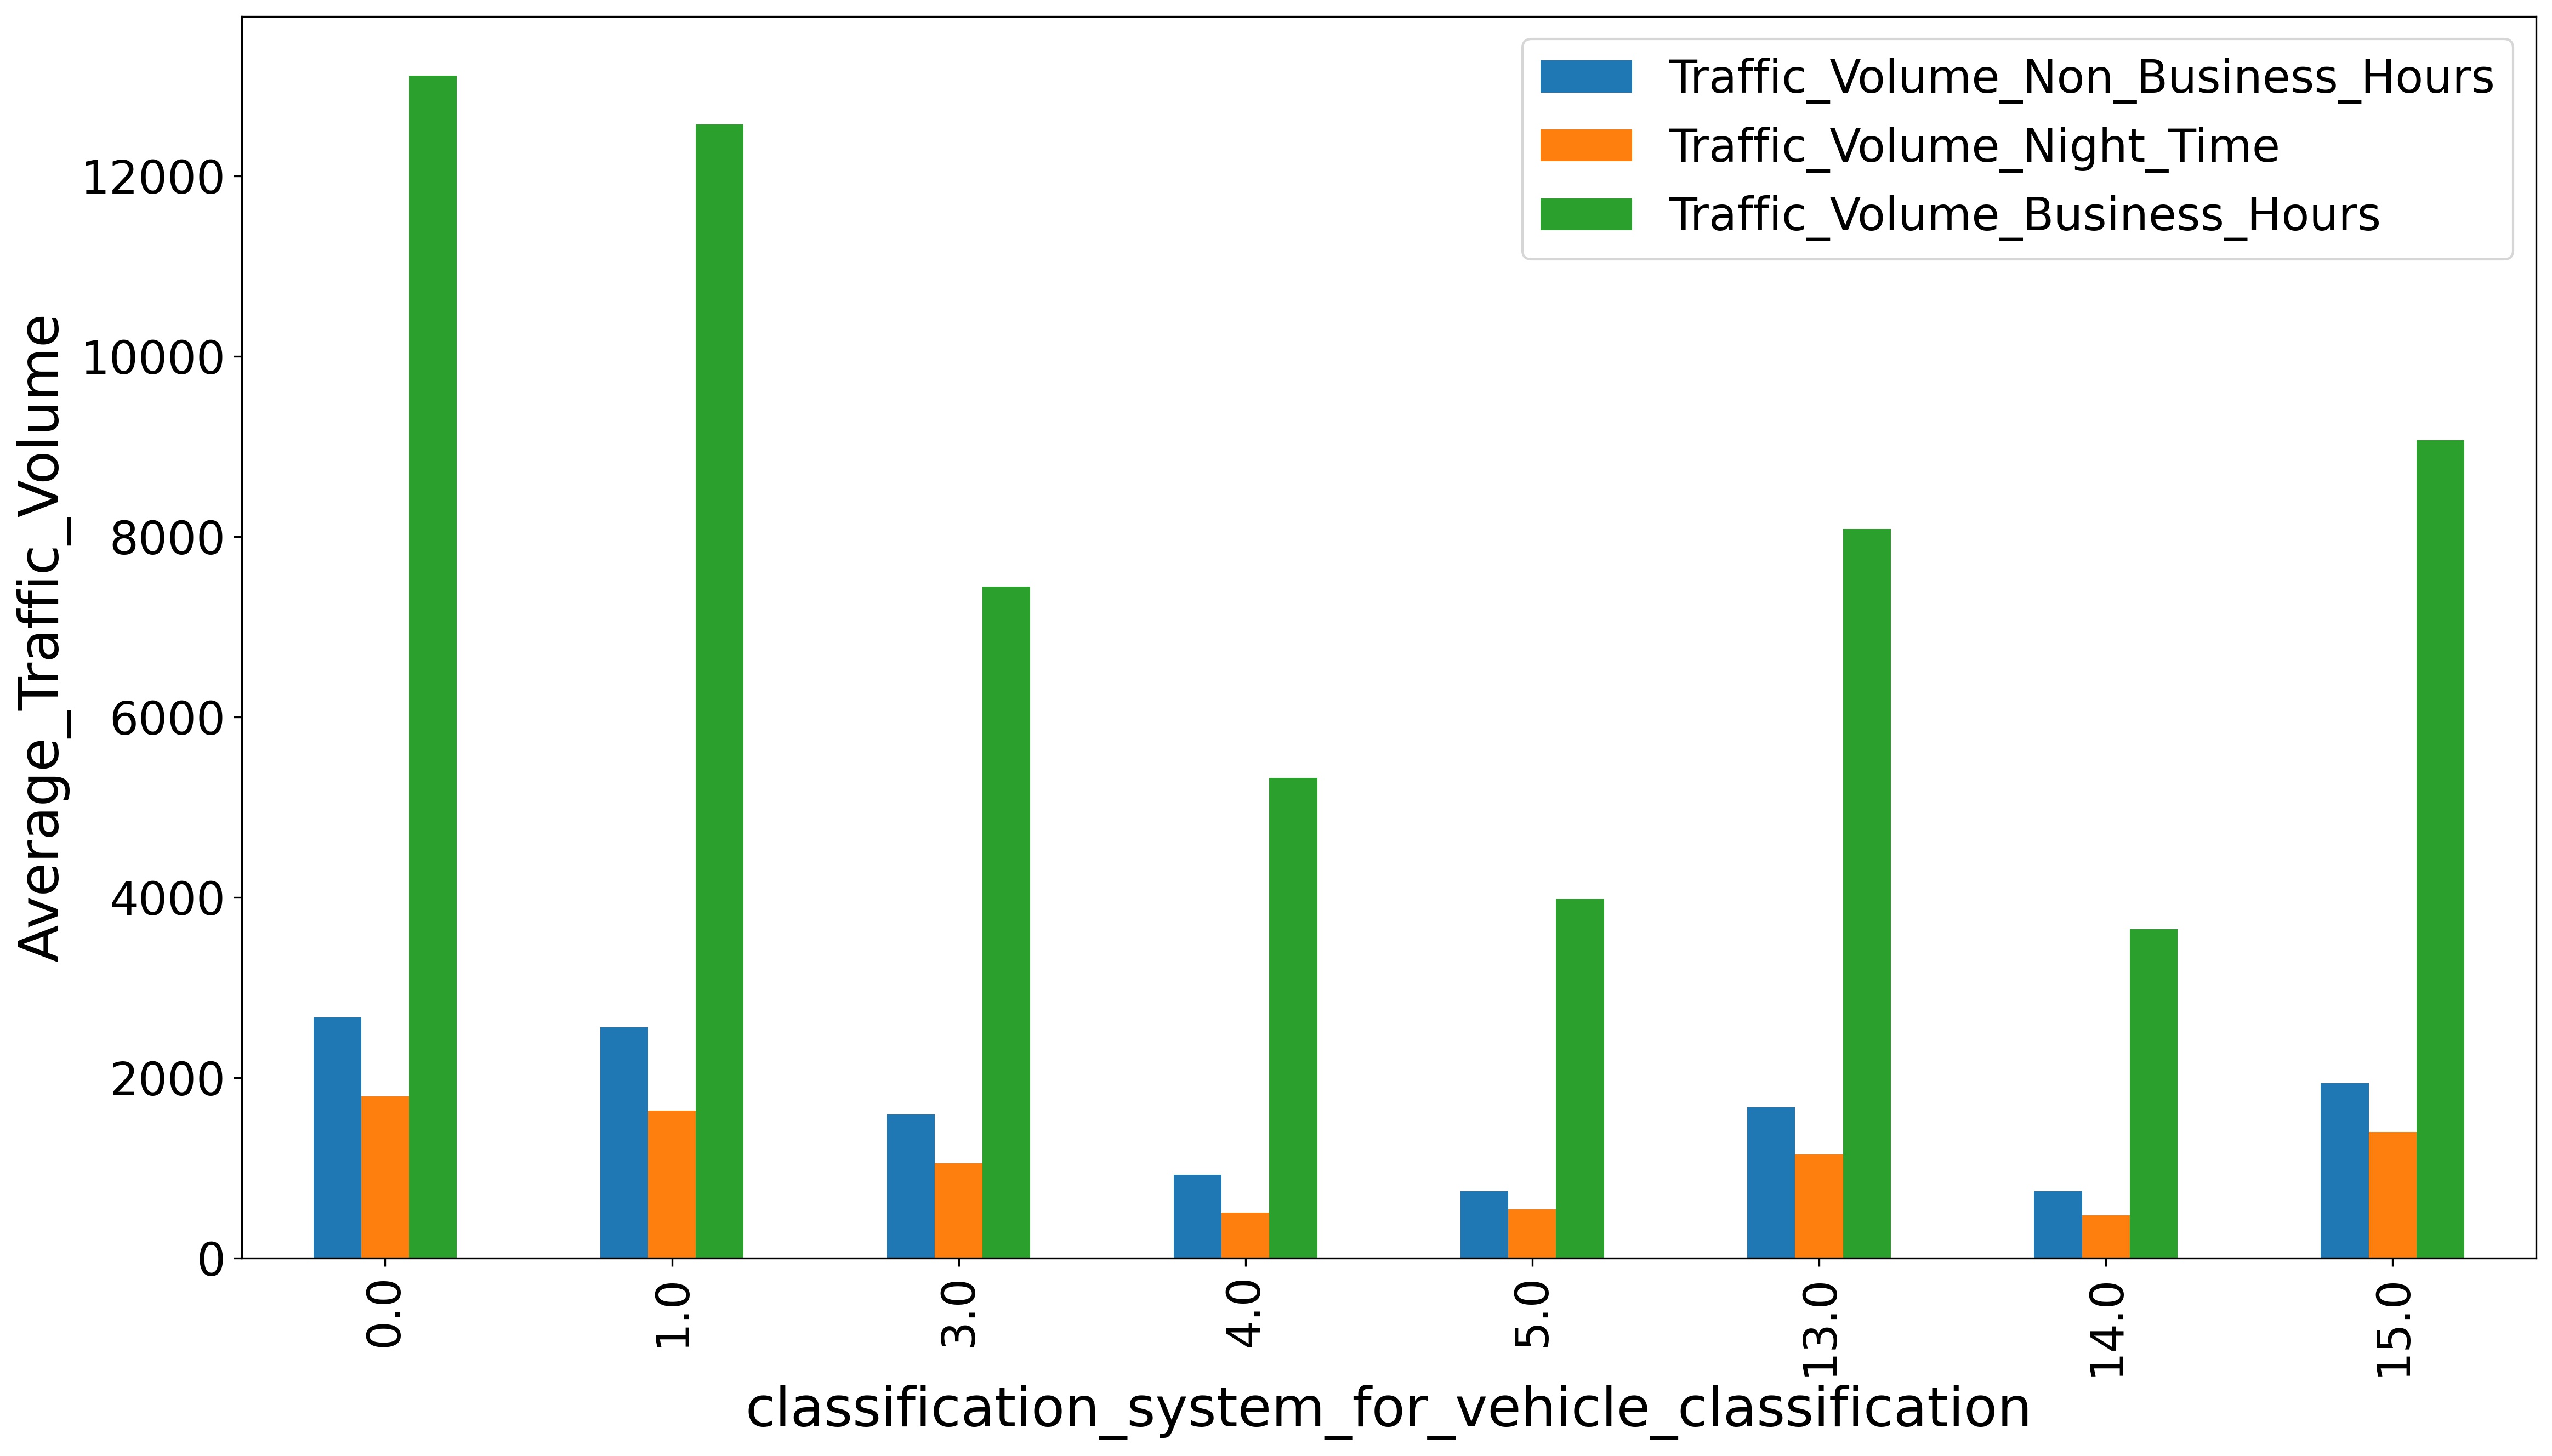 Traffic_Volume_Non_Business_Hours
Traffic_Volume_Night_Time
Traffic_Volume_Business_Hours
Average_Traffic_Volume
12000
10000
8000
6000
4000
2000
0
0.0 1.0 3.0 4.0 5.0 13.0 14.0 15.0
classification_system_for_vehicle_classification